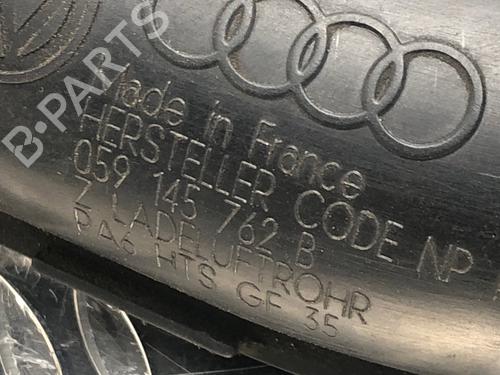 B-PARTS
Made in France
HERSTELLER CODE NP
059 145 762 B
Z LADELUFTROHR
PA6 HTS GF 35